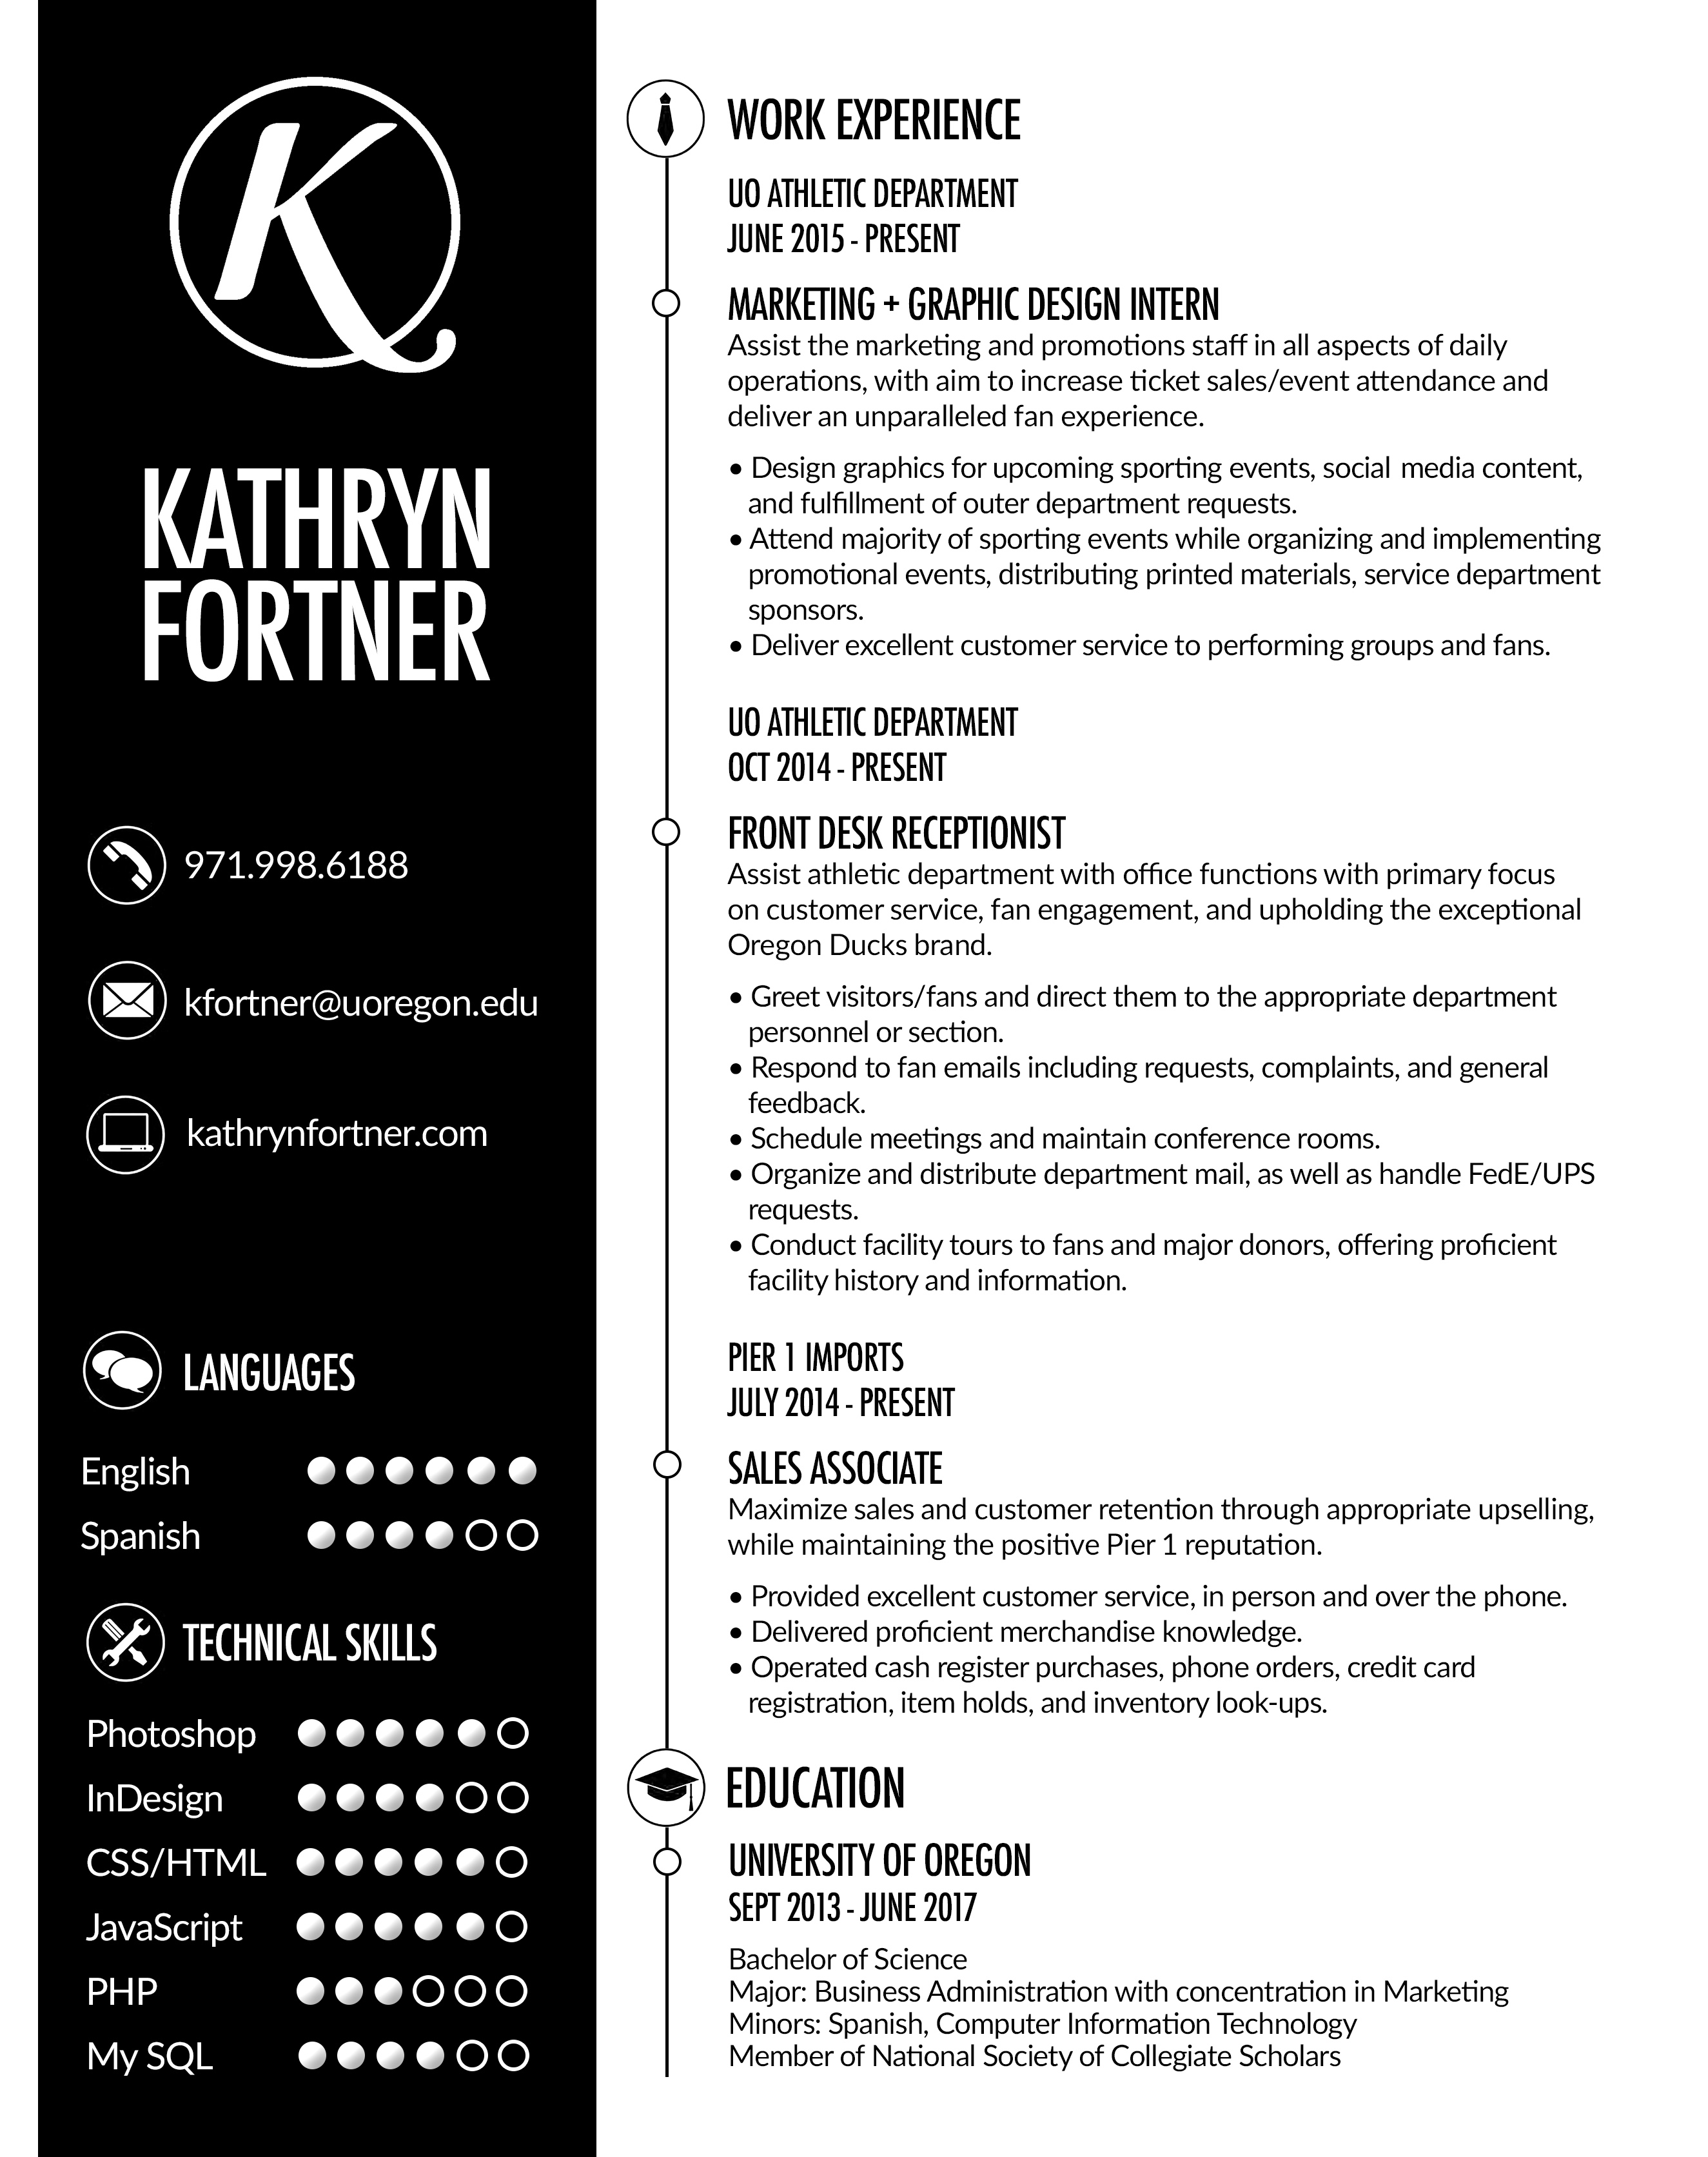 K
KATHRYN
FORTNER
971.998.6188
kfortner@uoregon.edu
kathrynfortner.com
LANGUAGES
English
Spanish
TECHNICAL SKILLS
Photoshop
InDesign
CSS/HTML
JavaScript
PHP
My SQL
WORK EXPERIENCE
UO ATHLETIC DEPARTMENT
JUNE 2015 - PRESENT
MARKETING + GRAPHIC DESIGN INTERN
Assist the marketing and promotions staff in all aspects of daily
operations, with aim to increase ticket sales/event attendance and
deliver an unparalleled fan experience.
• Design graphics for upcoming sporting events, social media content,
and fulfillment of outer department requests.
• Attend majority of sporting events while organizing and implementing
promotional events, distributing printed materials, service department
sponsors.
• Deliver excellent customer service to performing groups and fans.
UO ATHLETIC DEPARTMENT
OCT 2014 - PRESENT
FRONT DESK RECEPTIONIST
Assist athletic department with office functions with primary focus
on customer service, fan engagement, and upholding the exceptional
Oregon Ducks brand.
• Greet visitors/fans and direct them to the appropriate department
personnel or section.
• Respond to fan emails including requests, complaints, and general
feedback.
• Schedule meetings and maintain conference rooms.
• Organize and distribute department mail, as well as handle FedE/UPS
requests.
• Conduct facility tours to fans and major donors, offering proficient
facility history and information.
PIER 1 IMPORTS
JULY 2014 - PRESENT
SALES ASSOCIATE
Maximize sales and customer retention through appropriate upselling,
while maintaining the positive Pier 1 reputation.
• Provided excellent customer service, in person and over the phone.
• Delivered proficient merchandise knowledge.
• Operated cash register purchases, phone orders, credit card
registration, item holds, and inventory look-ups.
EDUCATION
UNIVERSITY OF OREGON
SEPT 2013 - JUNE 2017
Bachelor of Science
Major: Business Administration with concentration in Marketing
Minors: Spanish, Computer Information Technology
Member of National Society of Collegiate Scholars